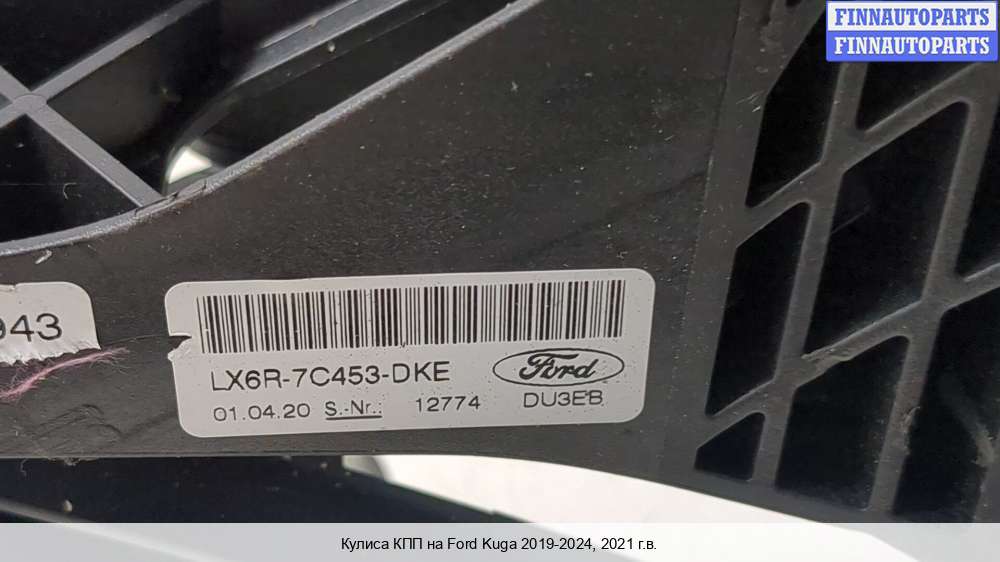 FINNAUTOPARTS
FINNAUTOPARTS
943
LX6R-7C453-DKE
Ford
01.04.20 S.-Nr.: 12774
DU3EB
Кулиса КПП на Ford Kuga 2019-2024, 2021 г.в.